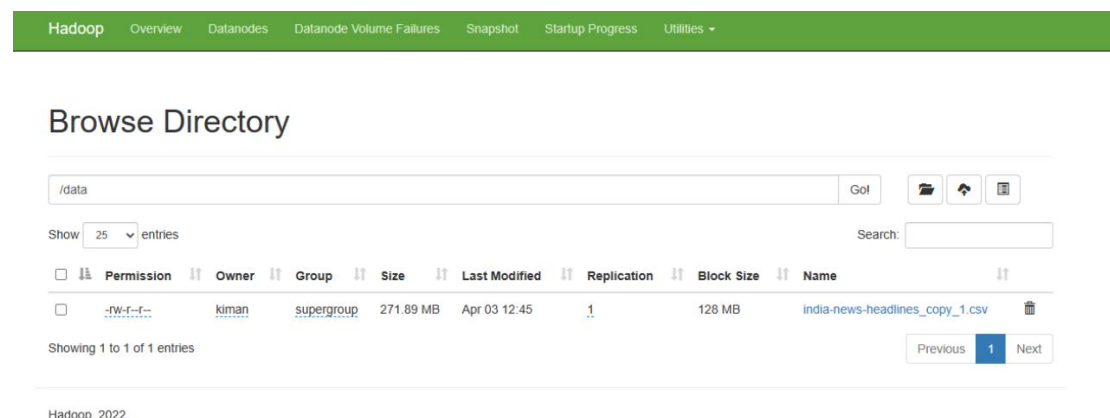 Hadoop Overview Datanodes Datanode Volume Failures Snapshot Startup Progress Utilities
Browse Directory
/data Go!
Show 25 entries Search:
Permission Owner Group Size Last Modified Replication Block Size Name
-rw-r--r-- kiman supergroup 271.89 MB Apr 03 12:45 1 128 MB india-news-headlines_copy_1.csv
Showing 1 to 1 of 1 entries Previous 1 Next
Hadoop, 2022.